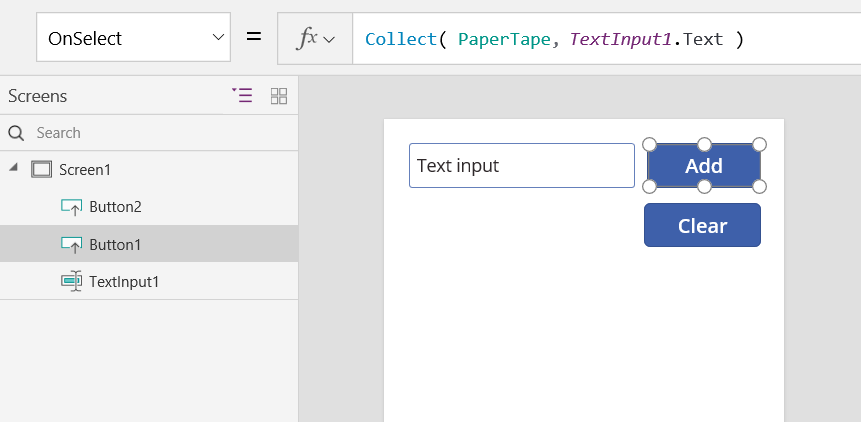 OnSelect = fx Collect( PaperTape, TextInput1.Text )
Screens
Search
Screen1
Button2
Button1
TextInput1
Text input
Add
Clear